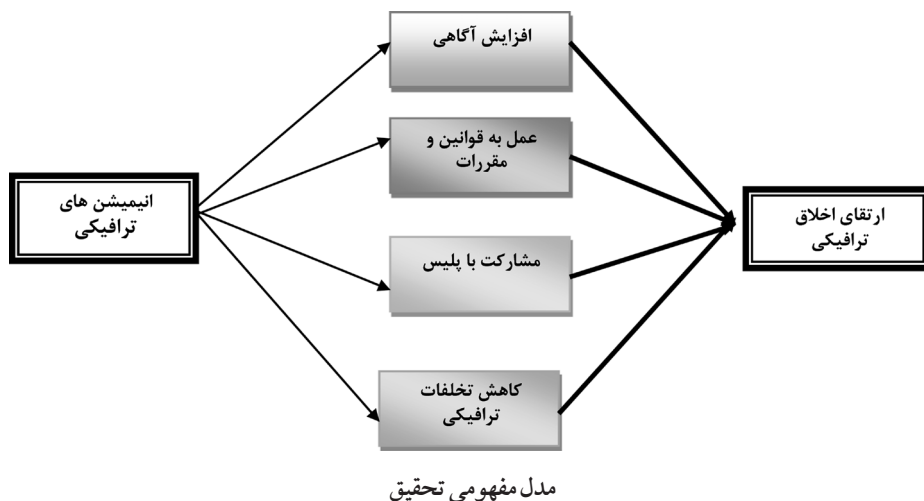 افزایش آگاهی
عمل به قوانین و
مقررات
انیمیشن های
ترافیکی
ارتقای اخلاق
ترافیکی
مشارکت با پلیس
کاهش تخلفات
ترافیکی
مدل مفهومی تحقیق